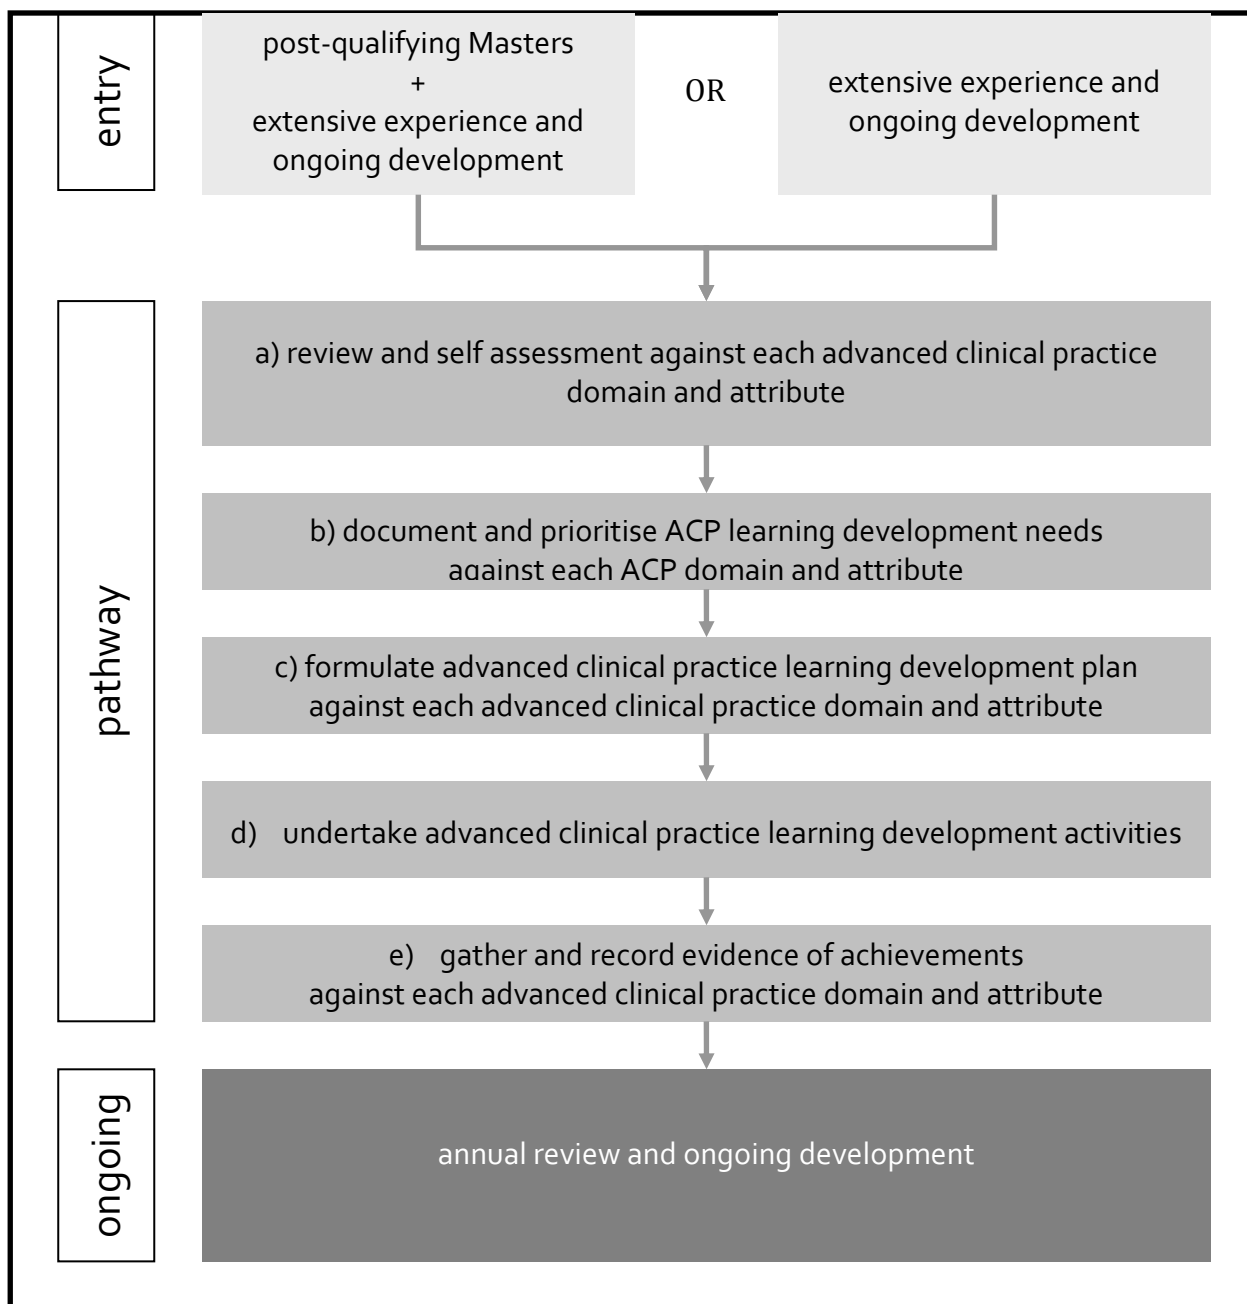 entry
post-qualifying Masters
+
extensive experience and
ongoing development
OR
extensive experience and
ongoing development
pathway
a) review and self assessment against each advanced clinical practice
domain and attribute
b) document and prioritise ACP learning development needs
against each ACP domain and attribute
c) formulate advanced clinical practice learning development plan
against each advanced clinical practice domain and attribute
d) undertake advanced clinical practice learning development activities
e) gather and record evidence of achievements
against each advanced clinical practice domain and attribute
ongoing
annual review and ongoing development